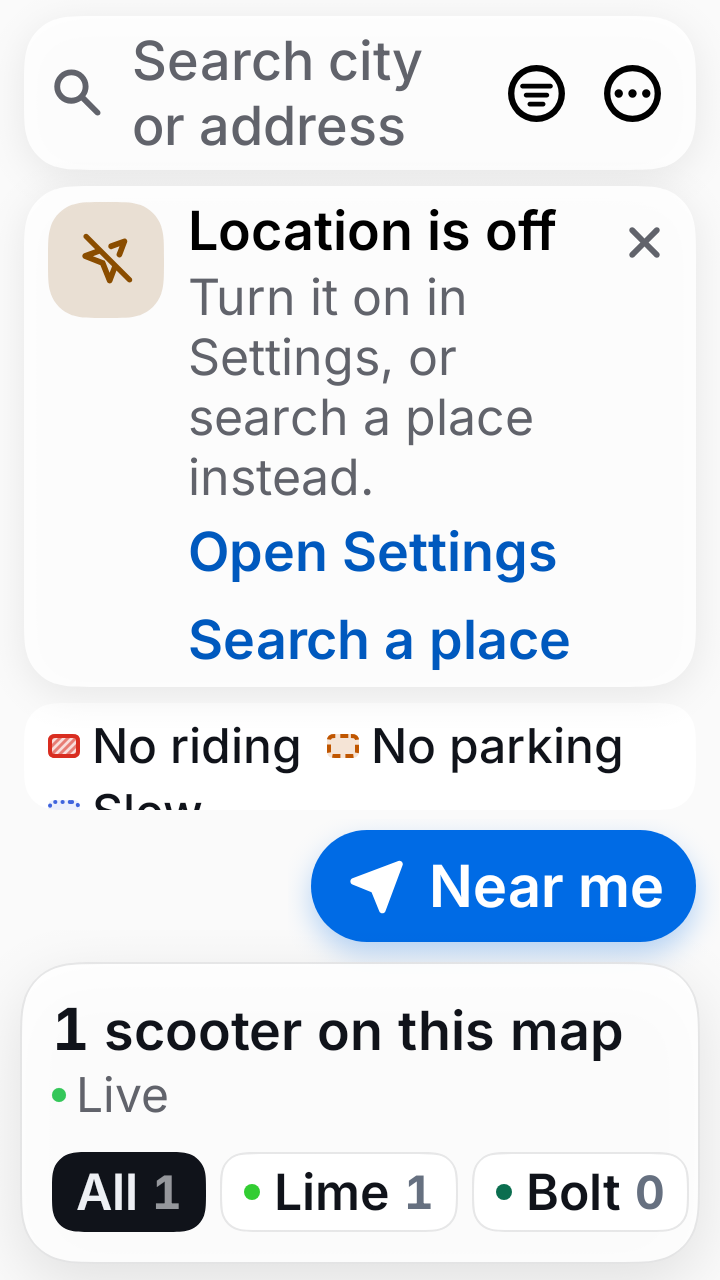 Search city
or address
Location is off
Turn it on in
Settings, or
search a place
instead.
Open Settings
Search a place
No riding No parking
Slow
Near me
1 scooter on this map
Live
All 1 Lime 1 Bolt 0